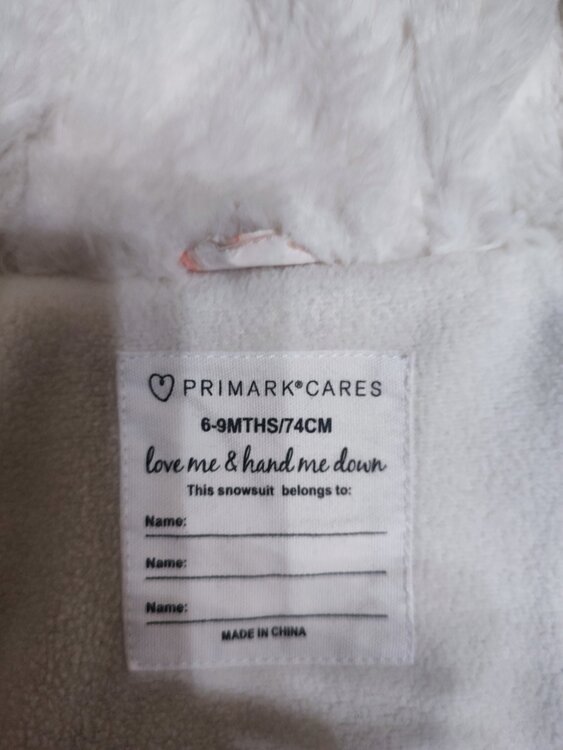 PRIMARK®CARES
6-9MTHS/74CM
love me & hand me down
This snowsuit belongs to:
Name:
Name:
Name:
MADE IN CHINA